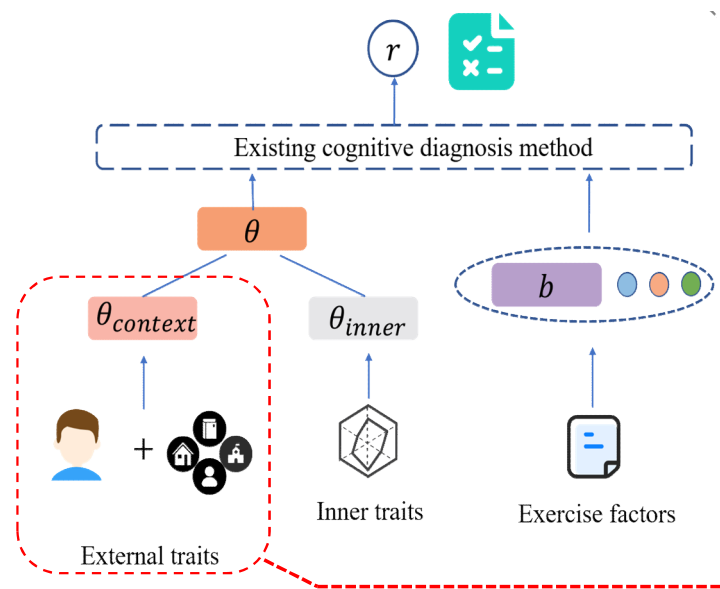 r
Existing cognitive diagnosis method
θ
θ_context
θ_inner
b
+
Inner traits
Exercise factors
External traits